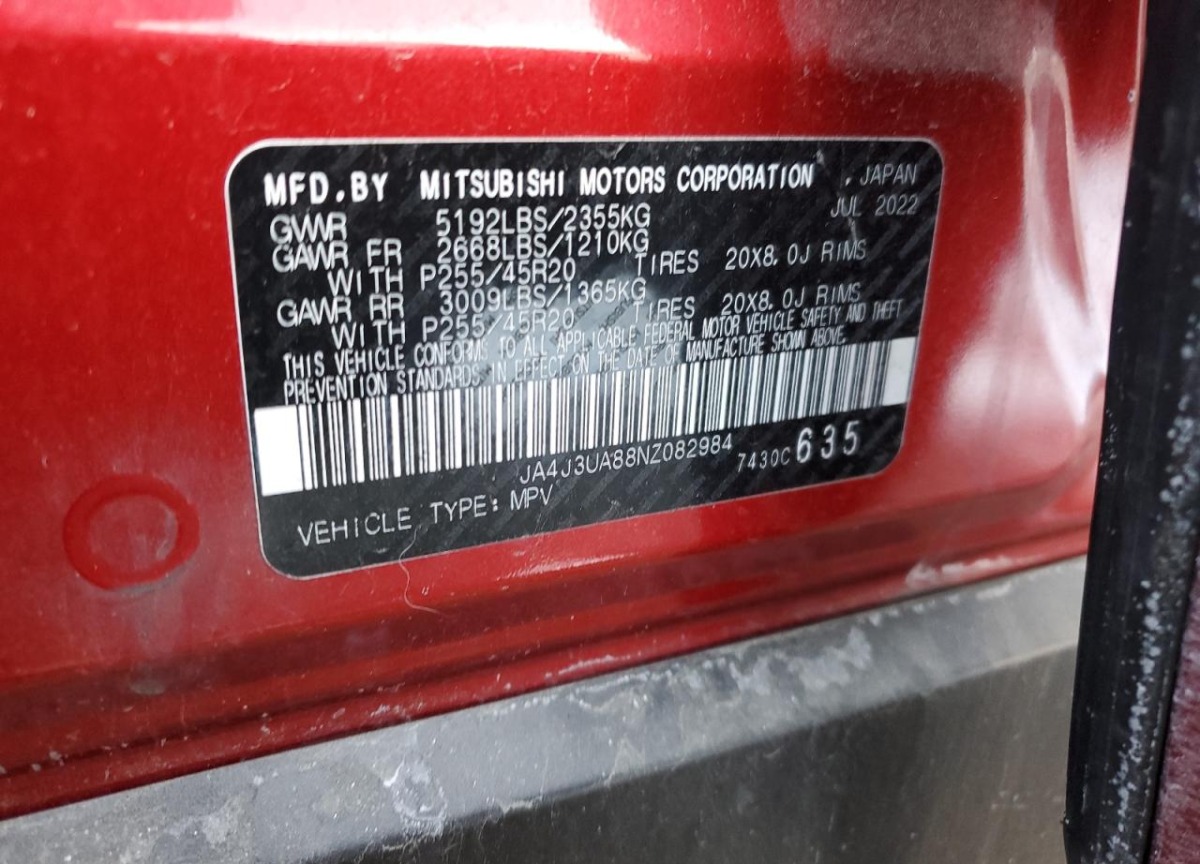 MFD.BY MITSUBISHI MOTORS CORPORATION . JAPAN
JUL 2022
GVWR 5192LBS/2355KG
GAWR FR 2668LBS/1210KG
WITH P255/45R20 TIRES 20X8.0J RIMS
GAWR RR 3009LBS/1365KG
WITH P255/45R20 TIRES 20X8.0J RIMS
THIS VEHICLE CONFORMS TO ALL APPLICABLE FEDERAL MOTOR VEHICLE SAFETY AND THEFT
PREVENTION STANDARDS IN EFFECT ON THE DATE OF MANUFACTURE SHOWN ABOVE.
JA4J3UA88NZ082984 7430C 635
VEHICLE TYPE: MPV